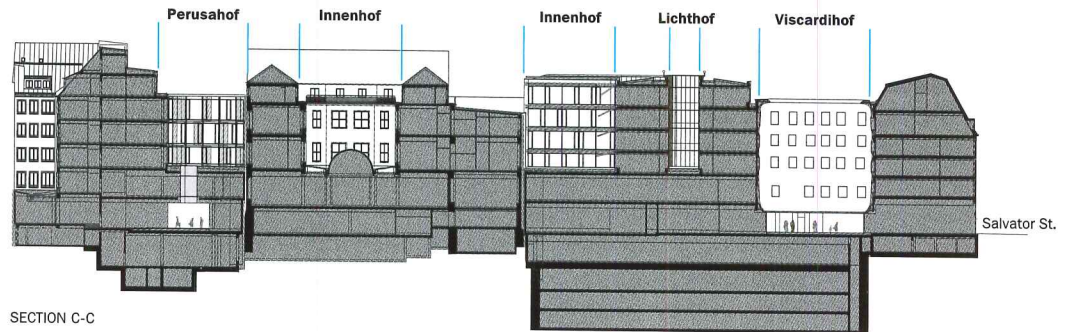 Perusahof
Innenhof
Innenhof
Lichthof
Viscardihof
Salvator St.
SECTION C-C